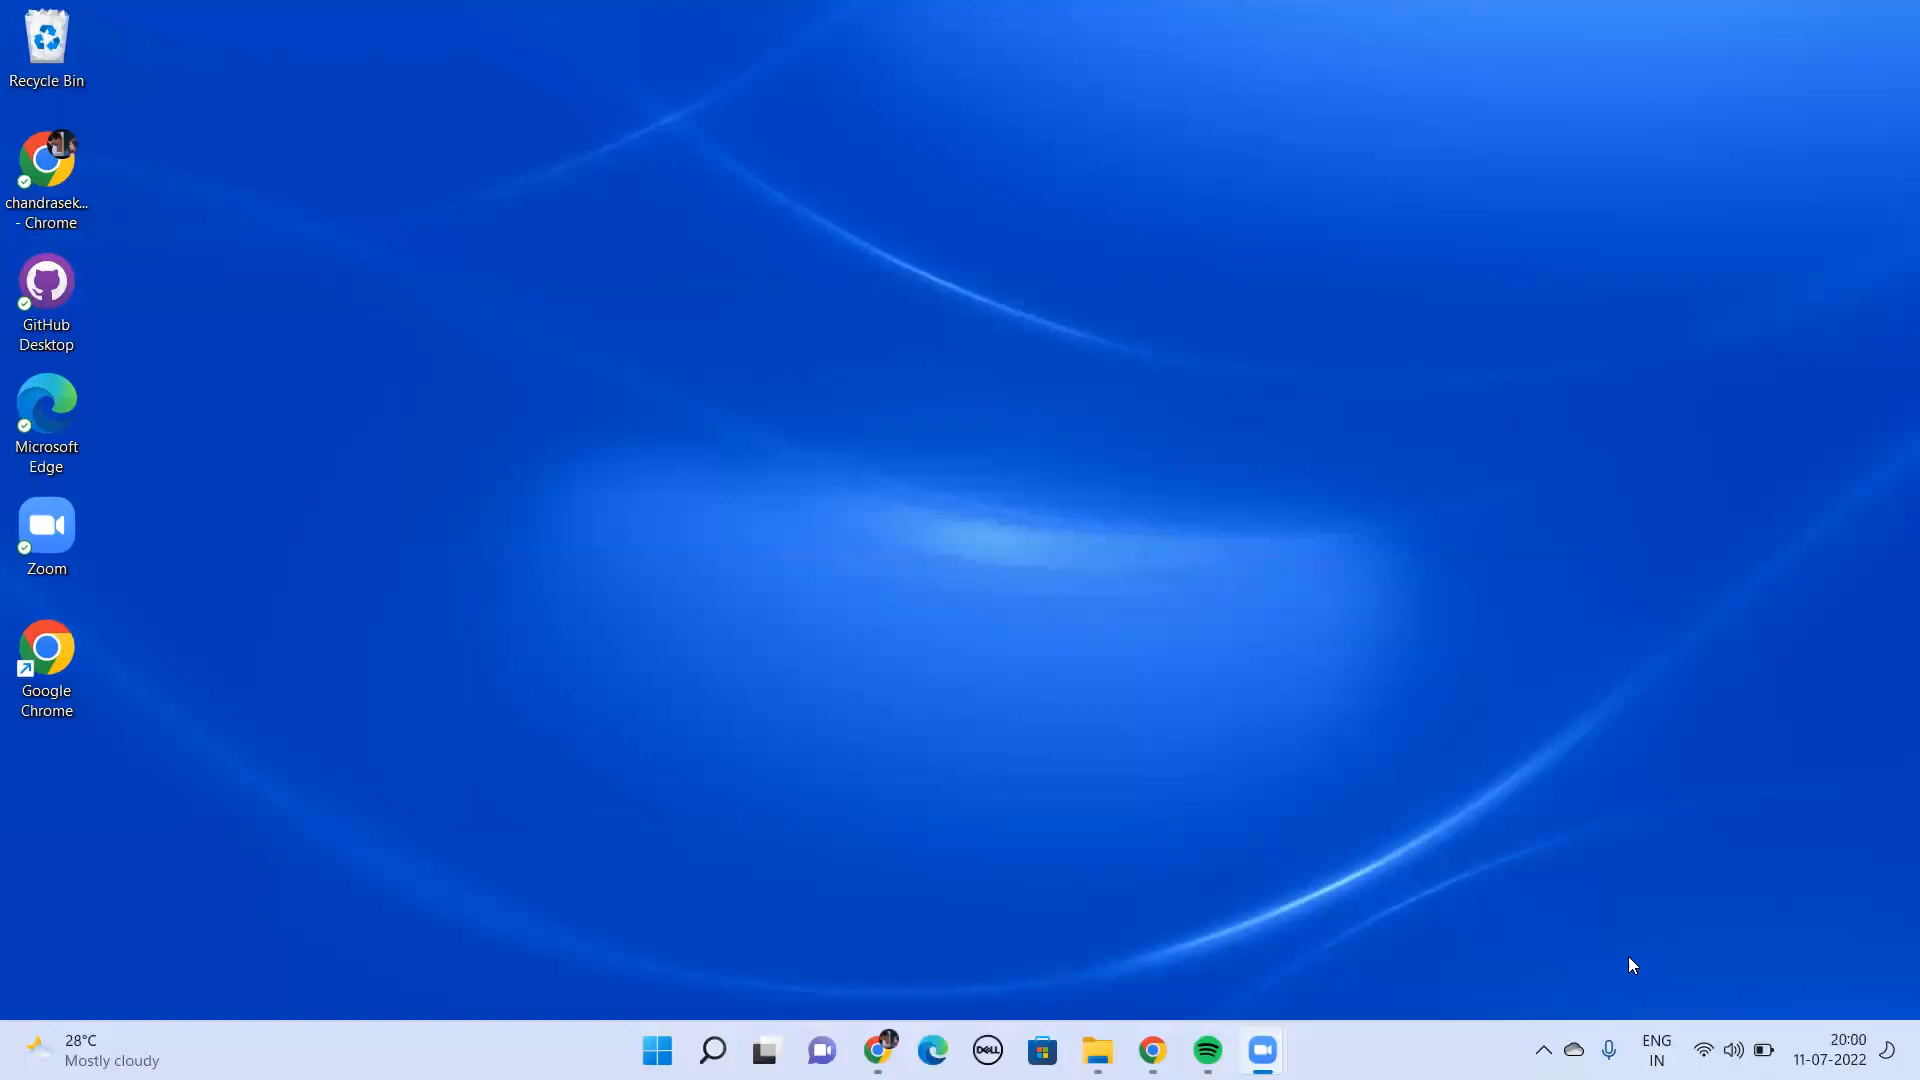 Recycle Bin
chandrasek...
- Chrome
GitHub
Desktop
Microsoft
Edge
Zoom
Google
Chrome
28°C
Mostly cloudy
DELL
ENG
IN
20:00
11-07-2022